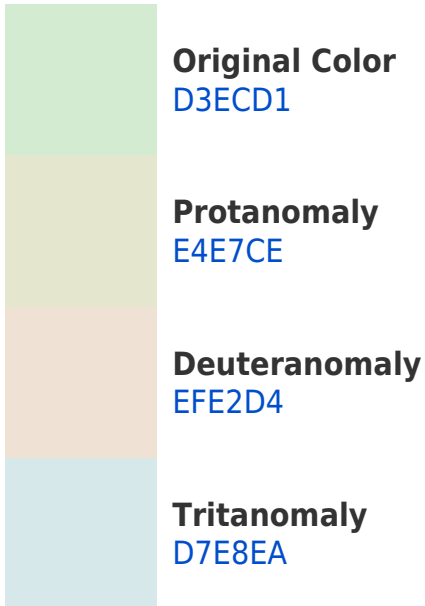 Original Color
D3ECD1
Protanomaly
E4E7CE
Deuteranomaly
EFE2D4
Tritanomaly
D7E8EA